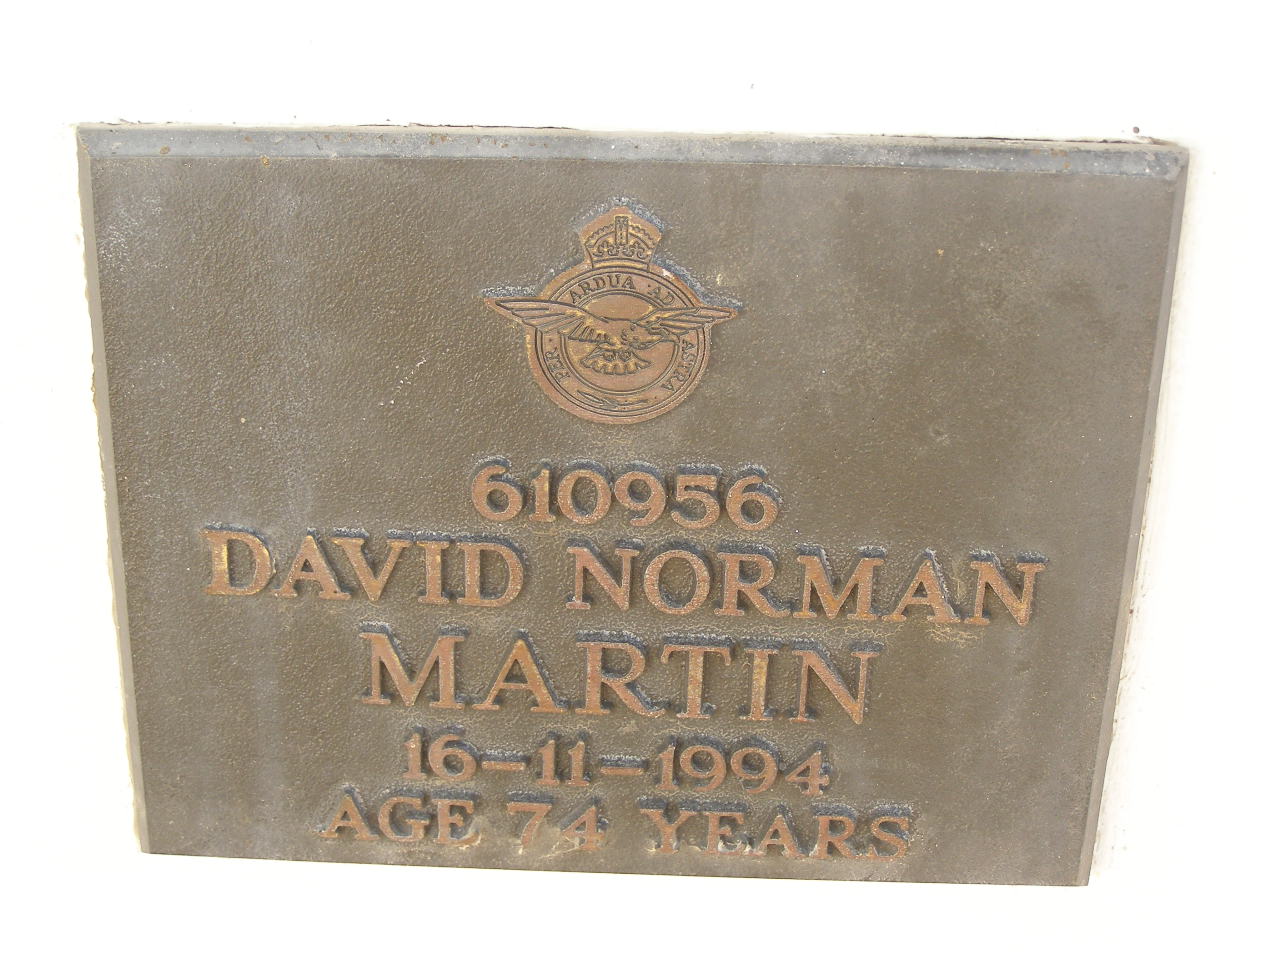 PER ARDUA AD ASTRA
610956
DAVID NORMAN
MARTIN
16-11-1994
AGE 74 YEARS